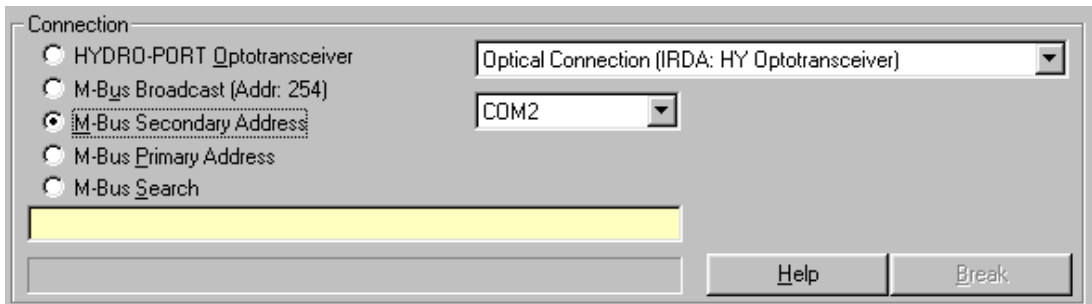 Connection
HYDRO-PORT Optotransceiver
Optical Connection (IRDA: HY Optotransceiver)
M-Bus Broadcast (Addr: 254)
COM2
M-Bus Secondary Address
M-Bus Primary Address
M-Bus Search
Help
Break